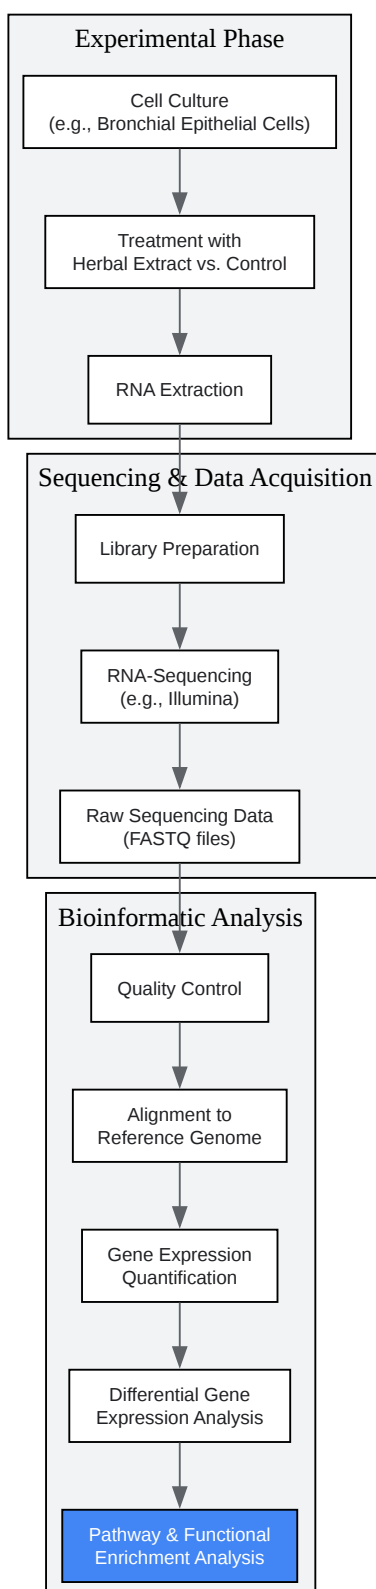 Experimental Phase
Cell Culture
(e.g., Bronchial Epithelial Cells)
Treatment with
Herbal Extract vs. Control
RNA Extraction
Sequencing & Data Acquisition
Library Preparation
RNA-Sequencing
(e.g., Illumina)
Raw Sequencing Data
(FASTQ files)
Bioinformatic Analysis
Quality Control
Alignment to
Reference Genome
Gene Expression
Quantification
Differential Gene
Expression Analysis
Pathway & Functional
Enrichment Analysis